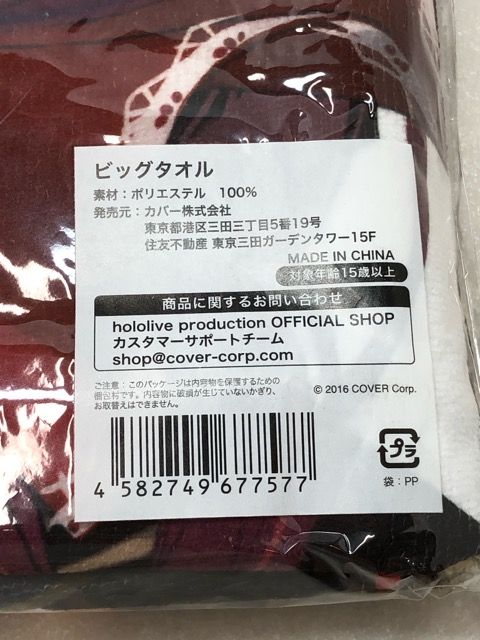 ビッグタオル
素材：ポリエステル 100%
発売元：カバー株式会社
東京都港区三田三丁目5番19号
住友不動産 東京三田ガーデンタワー15F
MADE IN CHINA
対象年齢15歳以上
商品に関するお問い合わせ
hololive production OFFICIAL SHOP
カスタマーサポートチーム
shop@cover-corp.com
ご注意：このパッケージは内容物を保護するための
梱包材です。内容物に破損が生じていないかぎり、
お取替えはできません。
© 2016 COVER Corp.
4 582749 677577
プラ
袋：PP